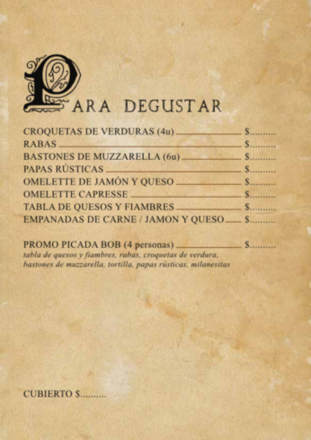 PARA DEGUSTAR
CROQUETAS DE VERDURAS (4u) $..........
RABAS $..........
BASTONES DE MUZZARELLA (6u) $..........
PAPAS RÚSTICAS $..........
OMELETTE DE JAMÓN Y QUESO $..........
OMELETTE CAPRESSE $..........
TABLA DE QUESOS Y FIAMBRES $..........
EMPANADAS DE CARNE / JAMON Y QUESO $..........
PROMO PICADA BOB (4 personas) $..........
tabla de quesos y fiambres, rabas, croquetas de verdura,
bastones de muzzarella, tortilla, papas rústicas, milanesitas
CUBIERTO $..........